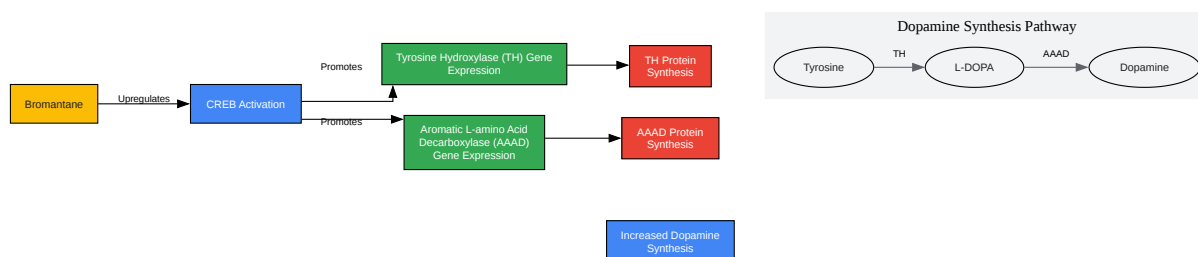 Dopamine Synthesis Pathway
Tyrosine
TH
L-DOPA
AAAD
Dopamine
Bromantane
Upregulates
CREB Activation
Promotes
Tyrosine Hydroxylase (TH) Gene
Expression
TH Protein
Synthesis
Promotes
Aromatic L-amino Acid
Decarboxylase (AAAD)
Gene Expression
AAAD Protein
Synthesis
Increased Dopamine
Synthesis